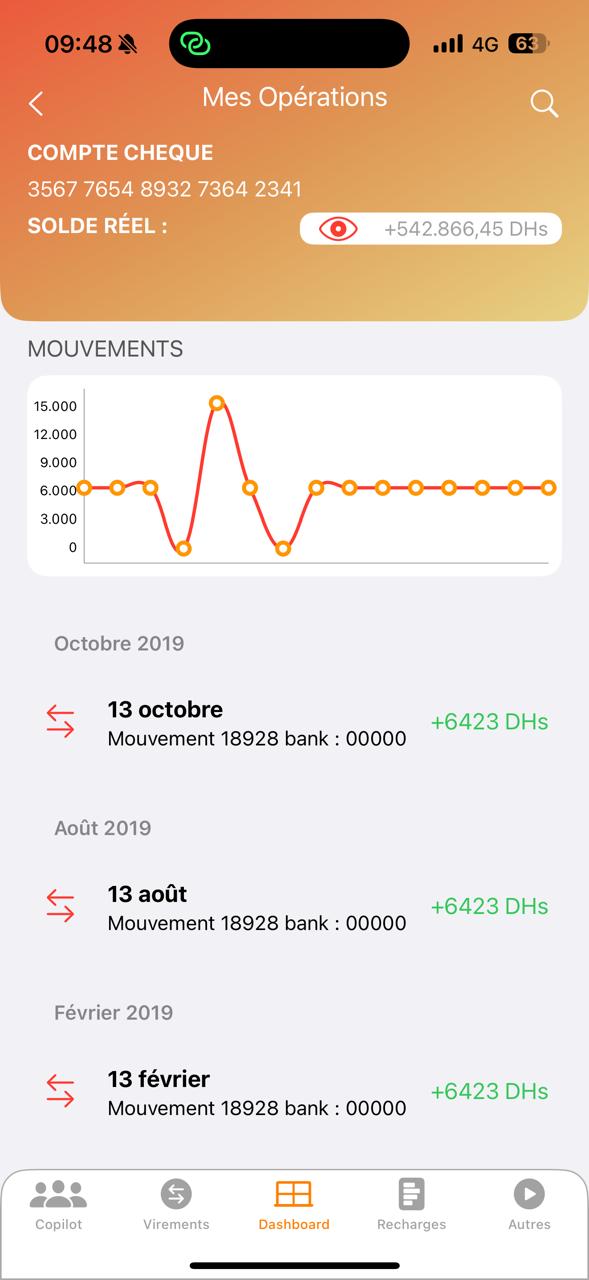 09:48 4G 63
Mes Opérations
COMPTE CHEQUE
3567 7654 8932 7364 2341
SOLDE RÉEL : +542.866,45 DHs
MOUVEMENTS
15.000
12.000
9.000
6.000
3.000
0
Octobre 2019
13 octobre
Mouvement 18928 bank : 00000 +6423 DHs
Août 2019
13 août
Mouvement 18928 bank : 00000 +6423 DHs
Février 2019
13 février
Mouvement 18928 bank : 00000 +6423 DHs
Copilot Virements Dashboard Recharges Autres